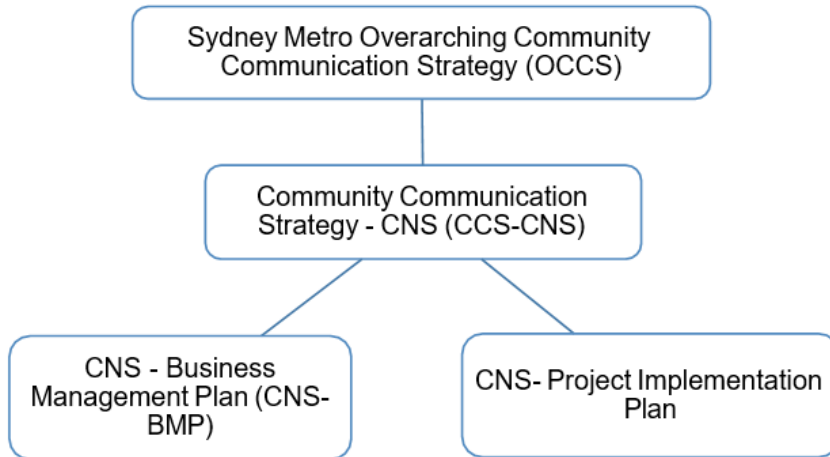 Sydney Metro Overarching Community
Communication Strategy (OCCS)
Community Communication
Strategy - CNS (CCS-CNS)
CNS - Business
Management Plan (CNS-
BMP)
CNS- Project Implementation
Plan